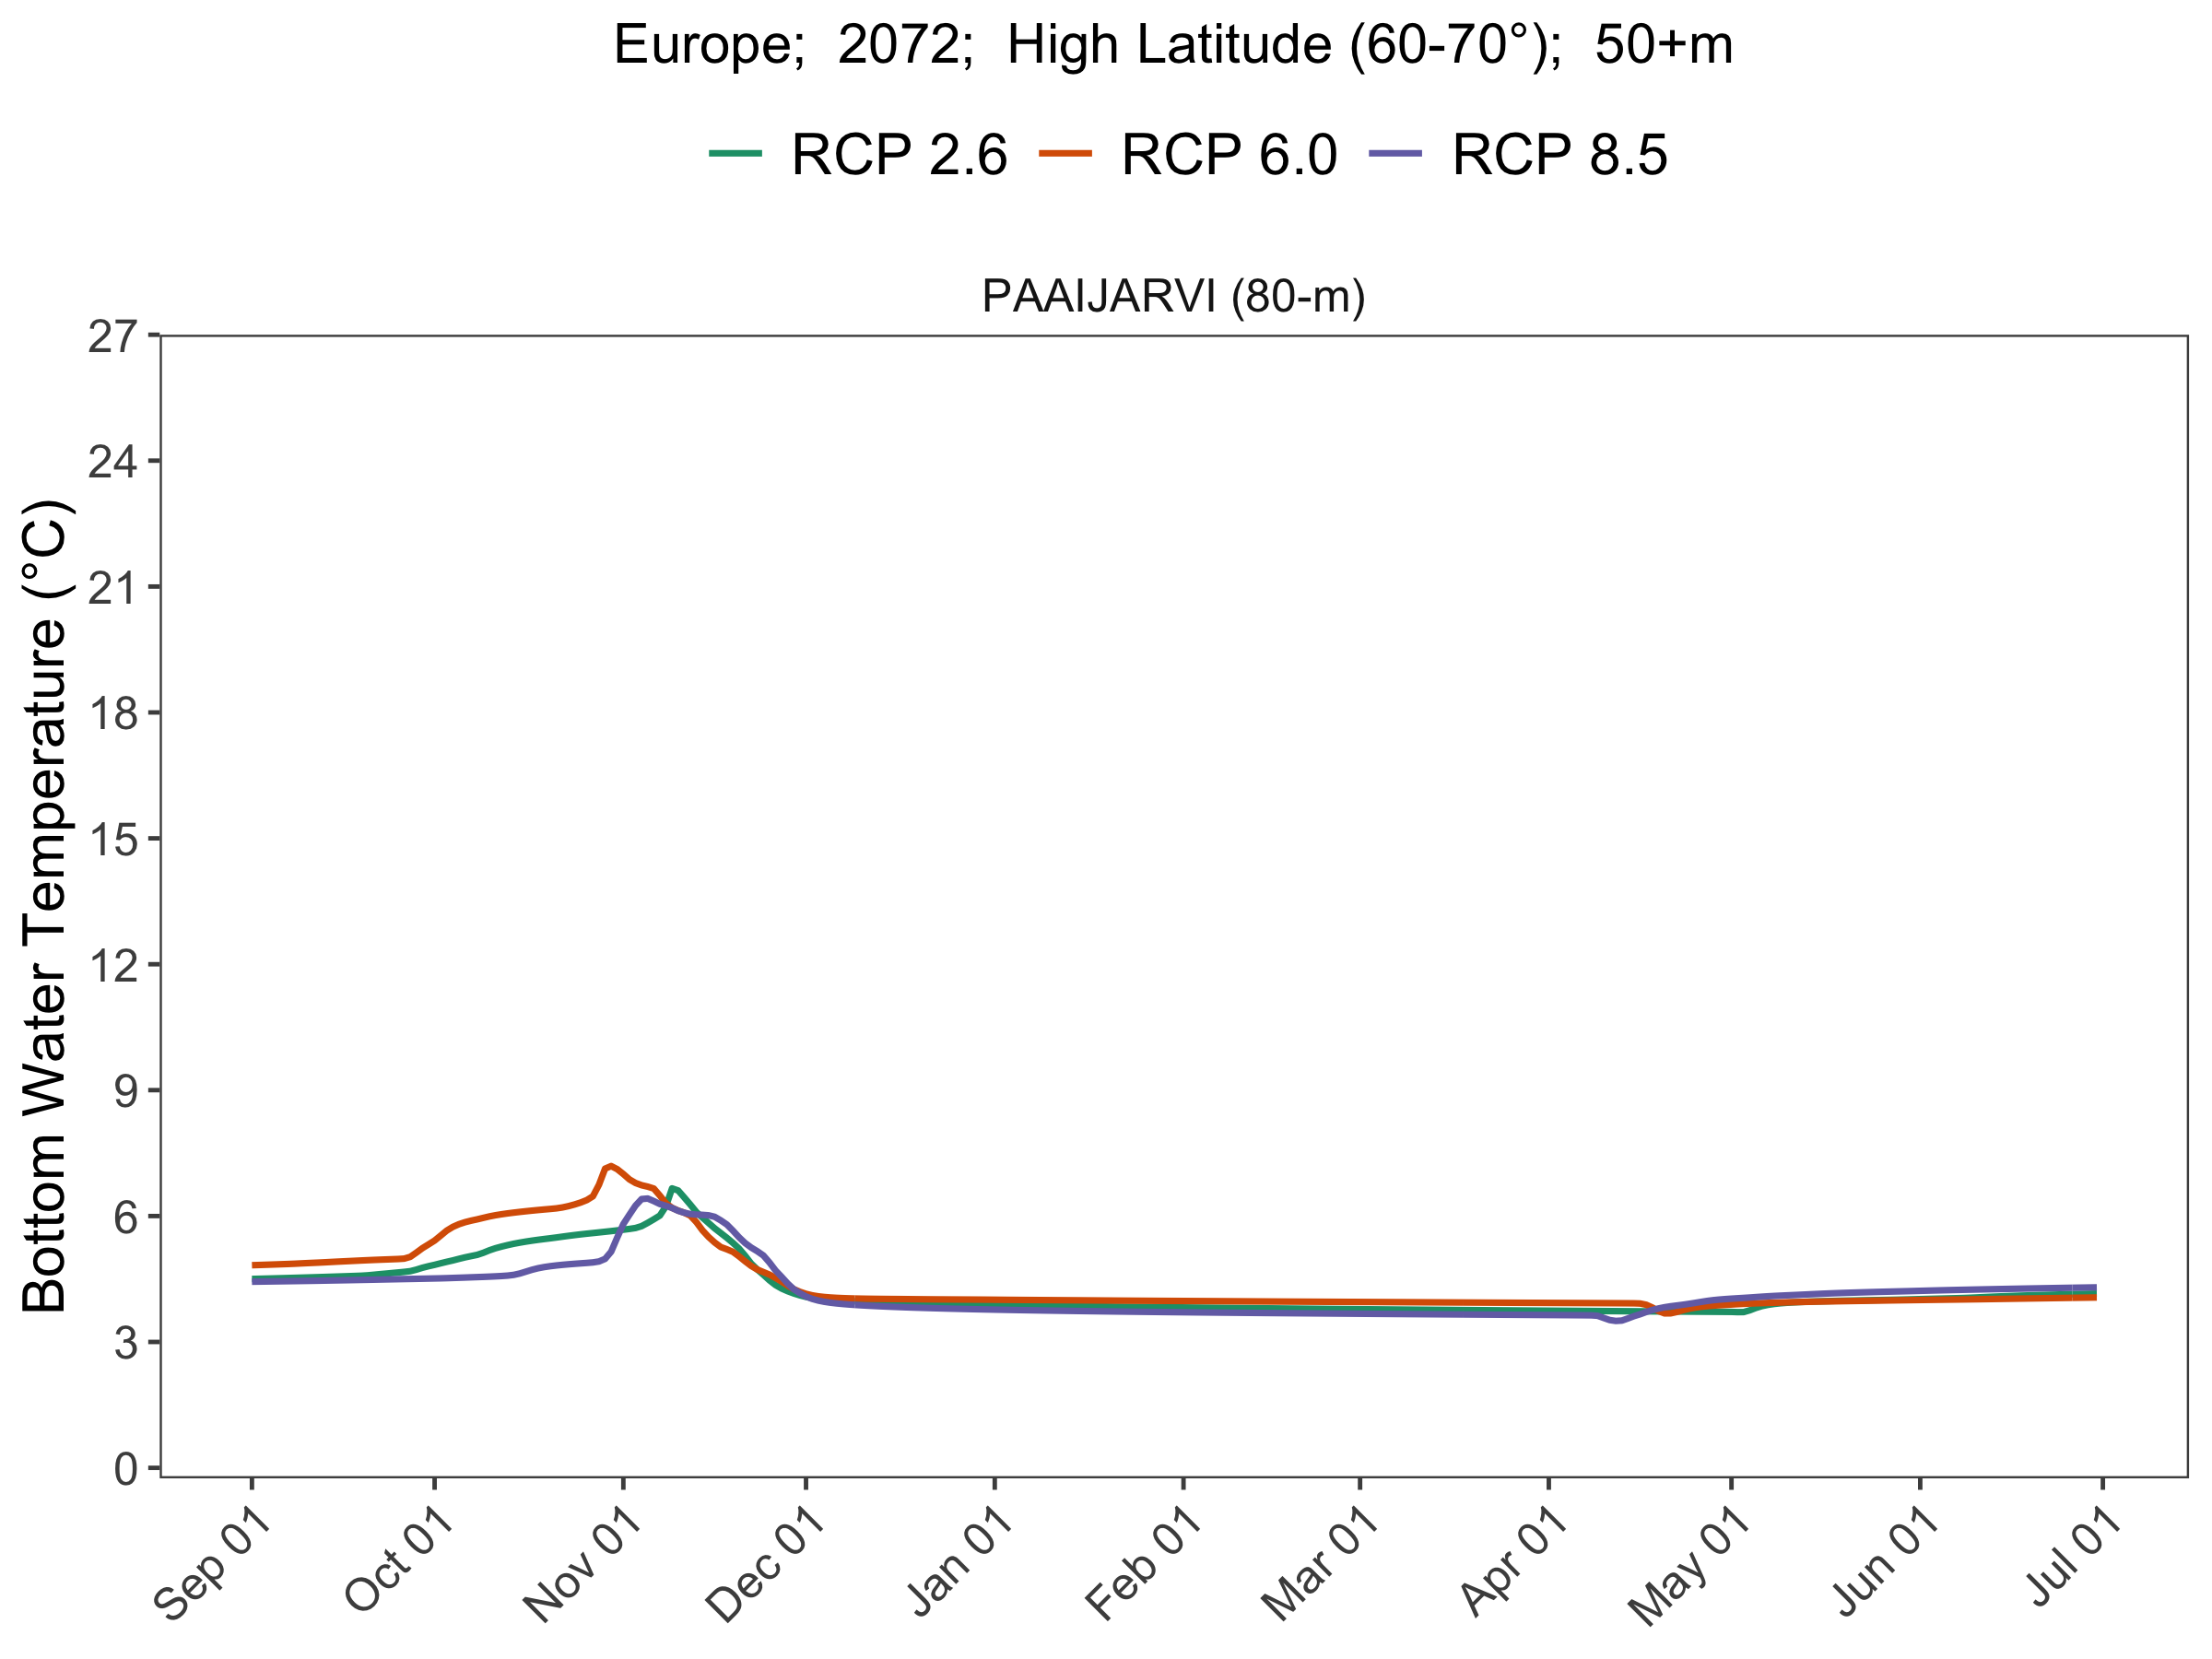 Europe;  2072;  High Latitude (60-70°);  50+m
RCP 2.6 RCP 6.0 RCP 8.5
PAAIJARVI (80-m)
Bottom Water Temperature (°C)
27
24
21
18
15
12
9
6
3
0
Sep 01
Oct 01
Nov 01
Dec 01
Jan 01
Feb 01
Mar 01
Apr 01
May 01
Jun 01
Jul 01